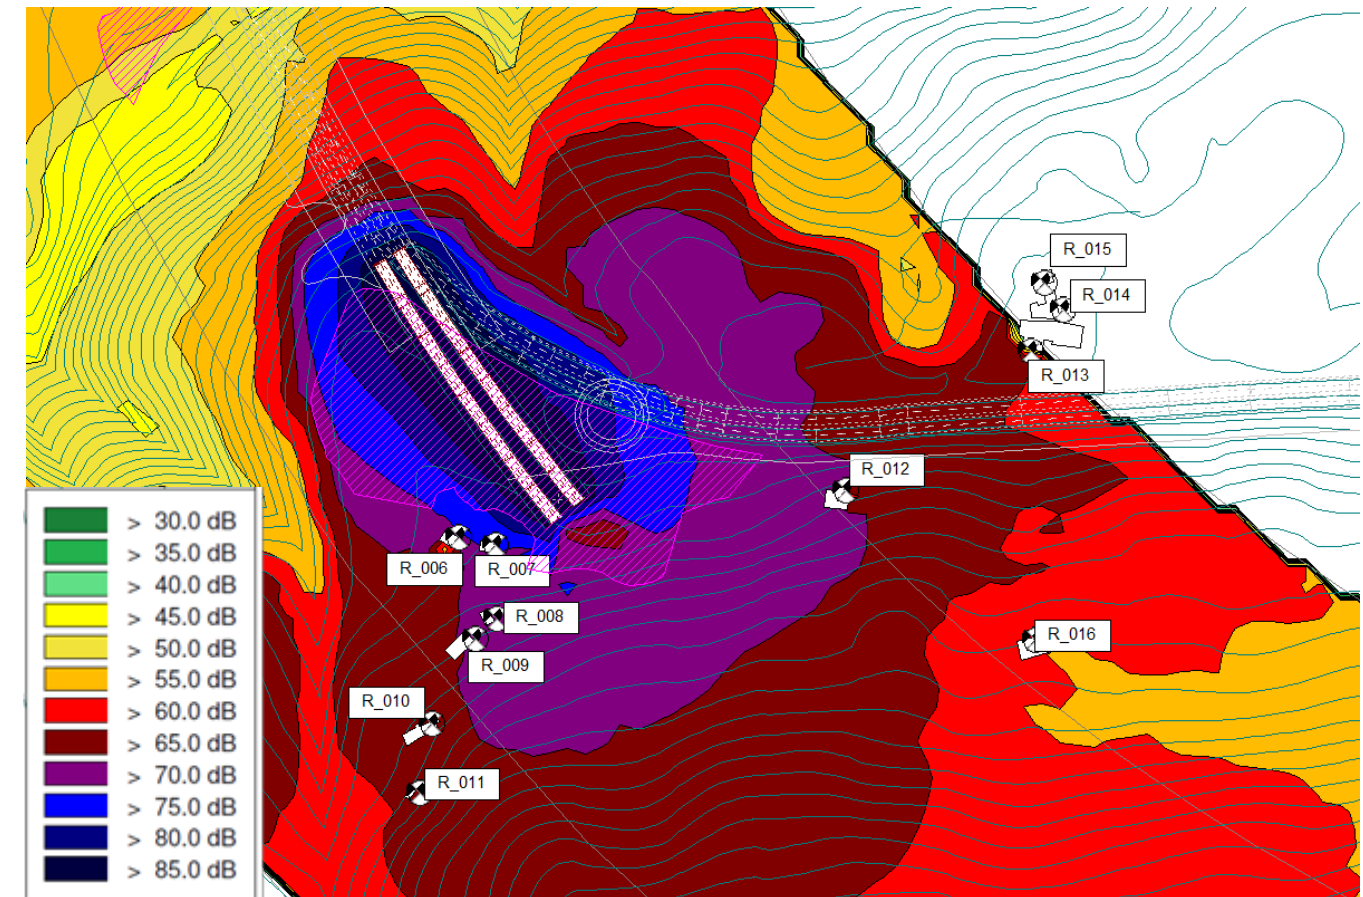 R_015
R_014
R_013
R_012
> 30.0 dB
> 35.0 dB
> 40.0 dB
> 45.0 dB
> 50.0 dB
> 55.0 dB
> 60.0 dB
> 65.0 dB
> 70.0 dB
> 75.0 dB
> 80.0 dB
> 85.0 dB
R_006
R_007
R_008
R_016
R_009
R_010
R_011